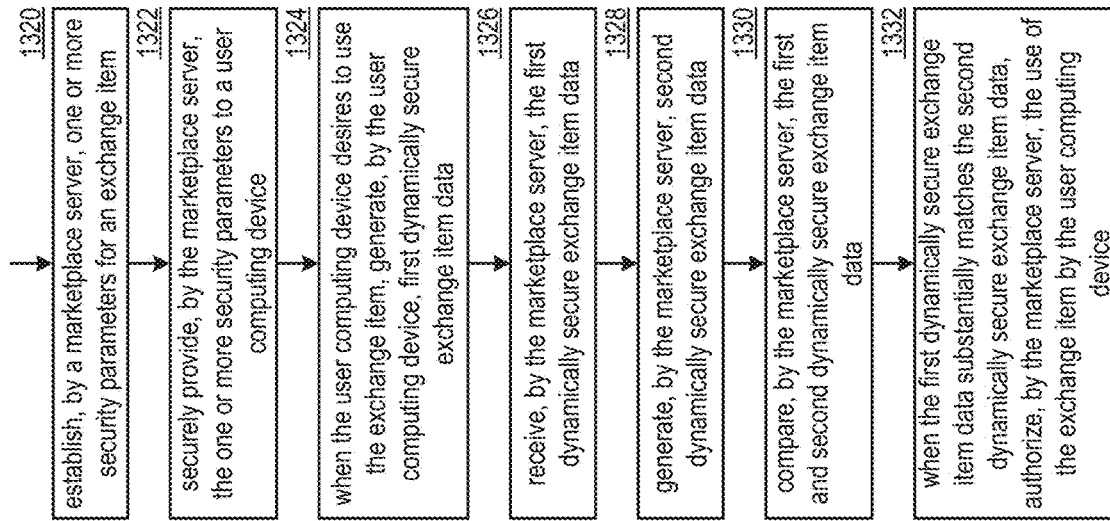 1320
establish, by a marketplace server, one or more
security parameters for an exchange item
1322
securely provide, by the marketplace server,
the one or more security parameters to a user
computing device
1324
when the user computing device desires to use
the exchange item, generate, by the user
computing device, first dynamically secure
exchange item data
1326
receive, by the marketplace server, the first
dynamically secure exchange item data
1328
generate, by the marketplace server, second
dynamically secure exchange item data
1330
compare, by the marketplace server, the first
and second dynamically secure exchange item
data
1332
when the first dynamically secure exchange
item data substantially matches the second
dynamically secure exchange item data,
authorize, by the marketplace server, the use of
the exchange item by the user computing
device